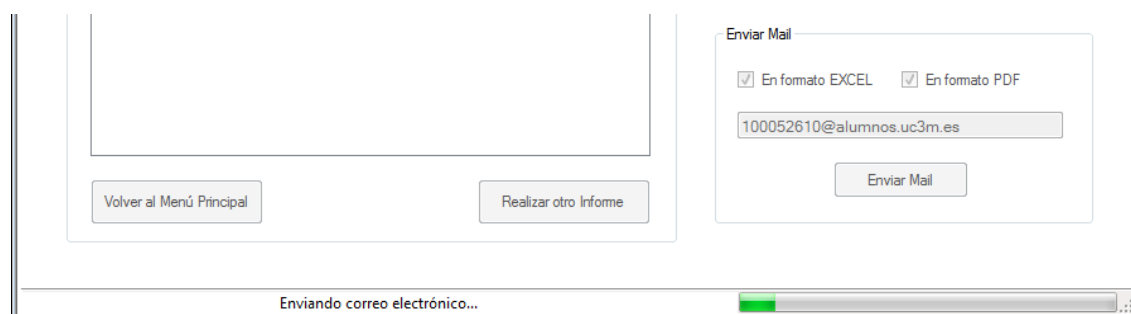 Enviar Mail
En formato EXCEL
En formato PDF
100052610@alumnos.uc3m.es
Enviar Mail
Volver al Menú Principal
Realizar otro Informe
Enviando correo electrónico...